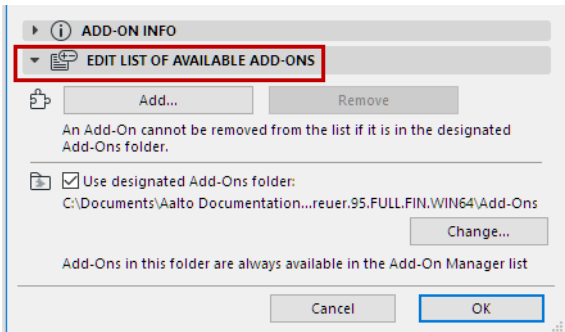 ADD-ON INFO
EDIT LIST OF AVAILABLE ADD-ONS
Add... Remove
An Add-On cannot be removed from the list if it is in the designated
Add-Ons folder.
Use designated Add-Ons folder:
C:\Documents\Aalto Documentation...reuer.95.FULL.FIN.WIN64\Add-Ons
Change...
Add-Ons in this folder are always available in the Add-On Manager list
Cancel OK